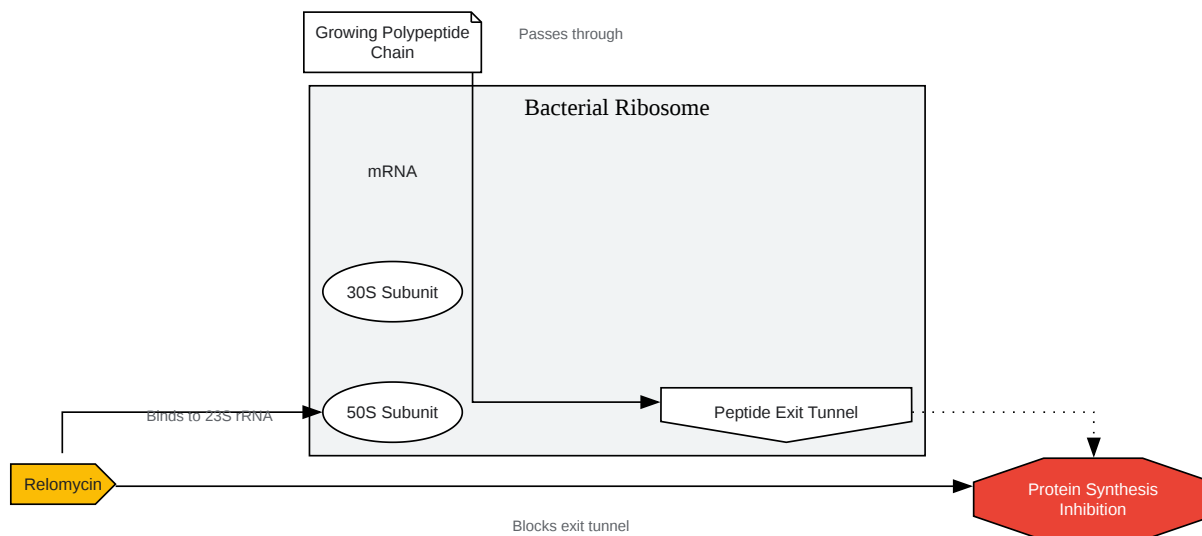 Growing Polypeptide
Chain
Passes through
Bacterial Ribosome
mRNA
30S Subunit
50S Subunit
Peptide Exit Tunnel
Binds to 23S rRNA
Relomycin
Protein Synthesis
Inhibition
Blocks exit tunnel